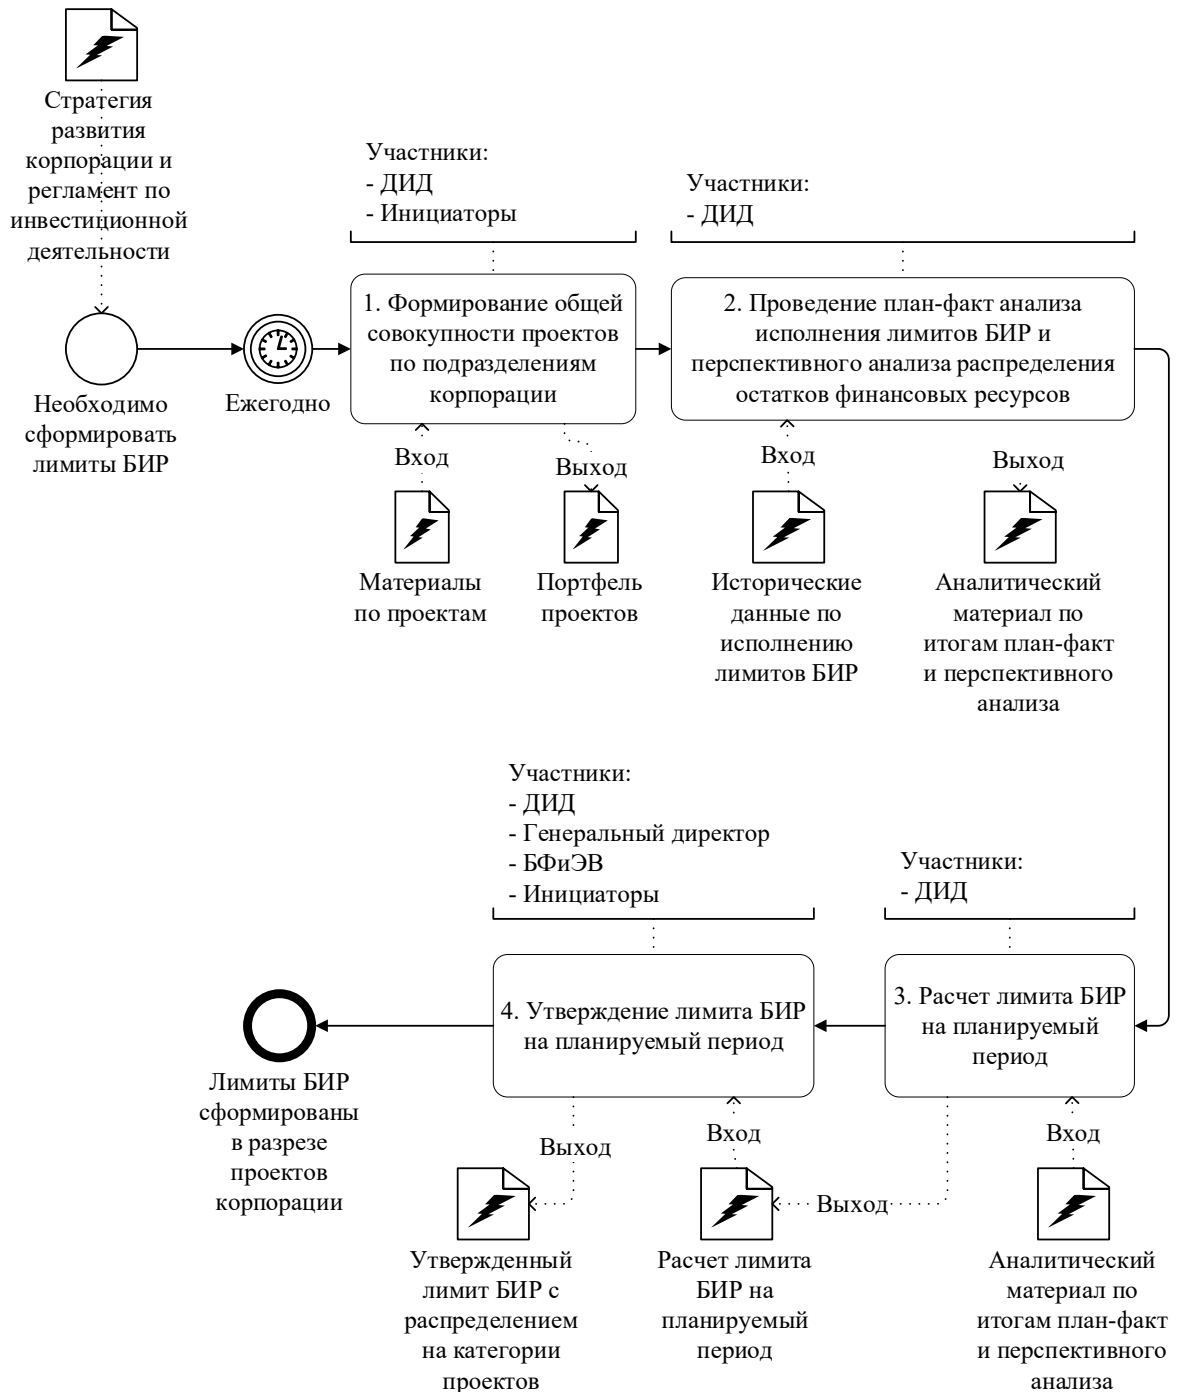 Стратегия
развития
корпорации и
регламент по
инвестиционной
деятельности
Необходимо
сформировать
лимиты БИР
Ежегодно
Участники:
- ДИД
- Инициаторы
1. Формирование общей
совокупности проектов
по подразделениям
корпорации
Вход
Выход
Материалы
по проектам
Портфель
проектов
Участники:
- ДИД
2. Проведение план-факт анализа
исполнения лимитов БИР и
перспективного анализа распределения
остатков финансовых ресурсов
Вход
Выход
Исторические
данные по
исполнению
лимитов БИР
Аналитический
материал по
итогам план-факт
и перспективного
анализа
Участники:
- ДИД
3. Расчет лимита БИР
на планируемый
период
Вход
Выход
Аналитический
материал по
итогам план-факт
и перспективного
анализа
Участники:
- ДИД
- Генеральный директор
- БФиЭВ
- Инициаторы
4. Утверждение лимита БИР
на планируемый период
Вход
Выход
Расчет лимита
БИР на
планируемый
период
Утвержденный
лимит БИР с
распределением
на категории
проектов
Лимиты БИР
сформированы
в разрезе
проектов
корпорации